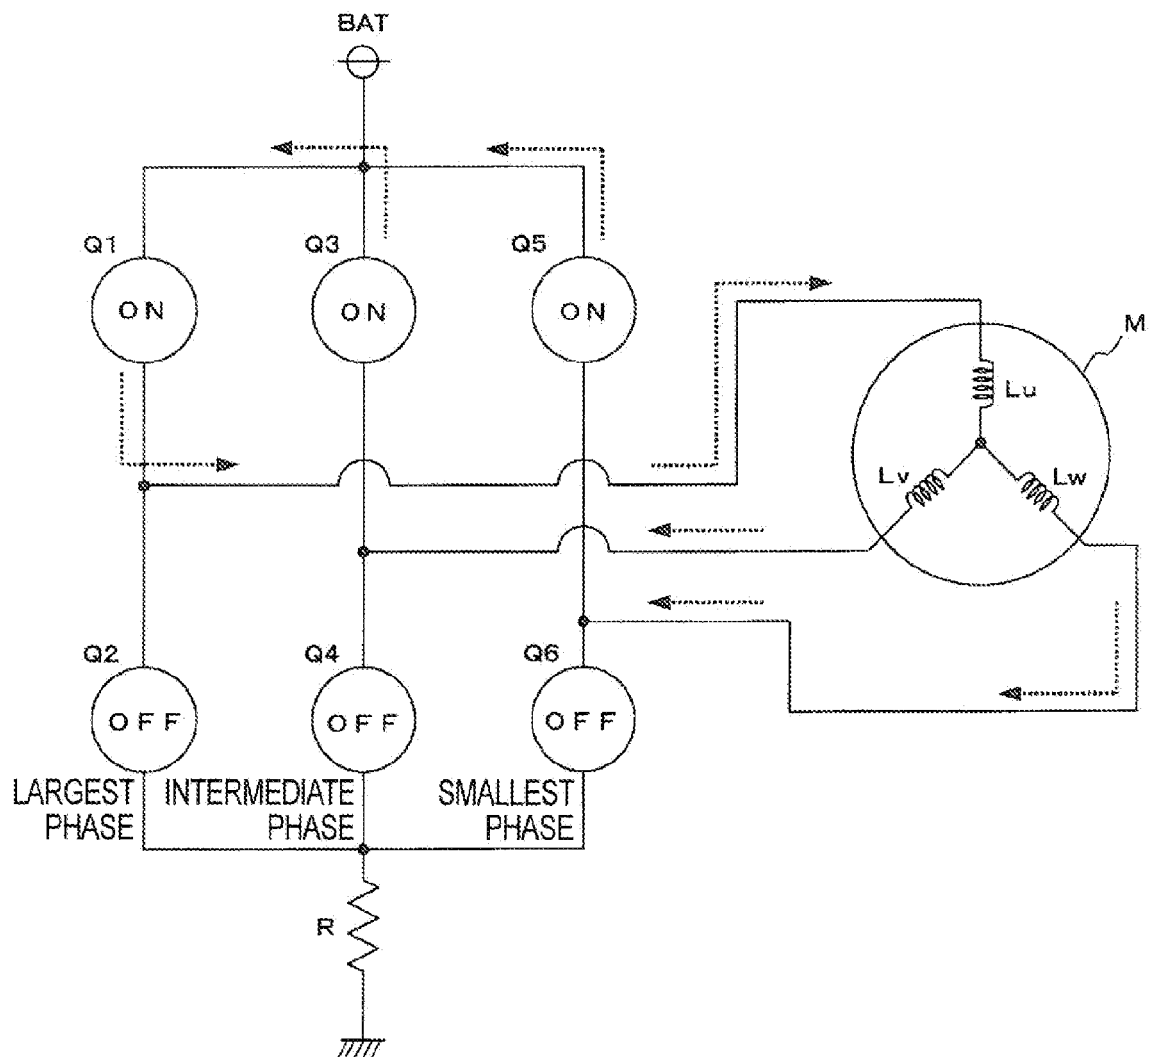 BAT
Q1
Q3
Q5
ON
ON
ON
M
Lu
Lv
Lw
Q2
Q4
Q6
OFF
OFF
OFF
LARGEST
PHASE
INTERMEDIATE
PHASE
SMALLEST
PHASE
R